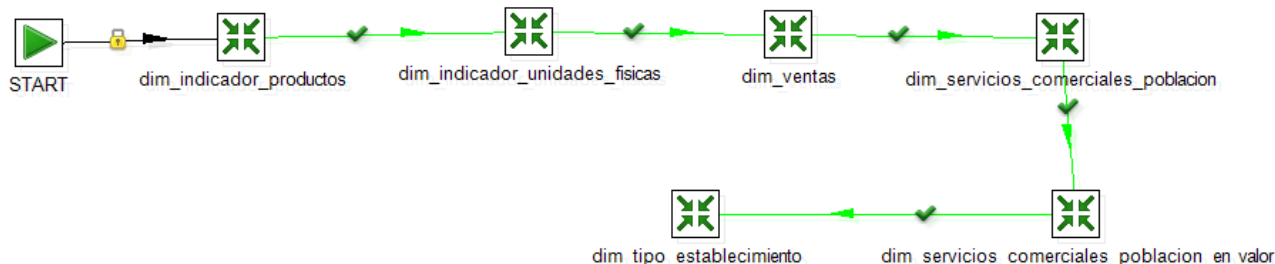 START
dim_indicador_productos
dim_indicador_unidades_fisicas
dim_ventas
dim_servicios_comerciales_poblacion
dim_tipo_establecimiento
dim_servicios_comerciales_poblacion_en_valor